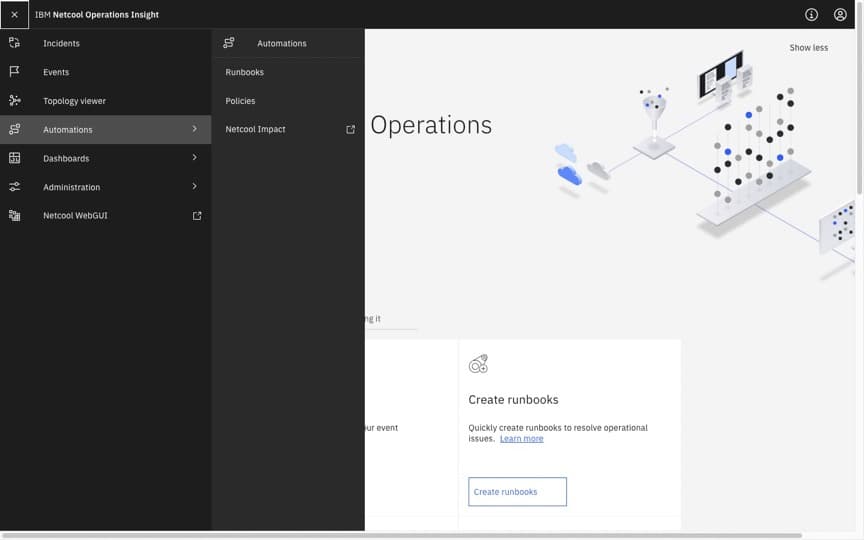 IBM Netcool Operations Insight
Incidents
Events
Topology viewer
Automations
Dashboards
Administration
Netcool WebGUI
Automations
Runbooks
Policies
Netcool Impact
Show less
Operations
ng it
ur event
Create runbooks
Quickly create runbooks to resolve operational
issues. Learn more
Create runbooks